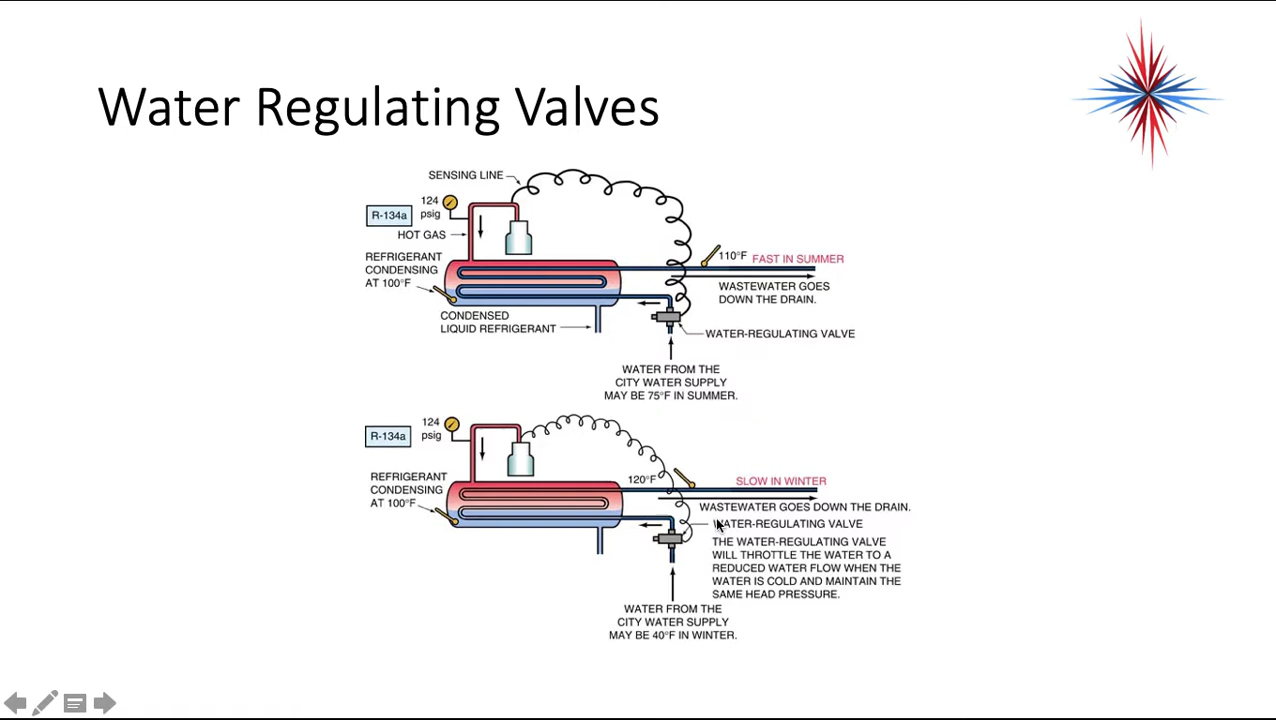 Water Regulating Valves
SENSING LINE
124
psig
R-134a
HOT GAS
REFRIGERANT
CONDENSING
AT 100°F
110°F FAST IN SUMMER
WASTEWATER GOES
DOWN THE DRAIN.
CONDENSED
LIQUID REFRIGERANT
WATER-REGULATING VALVE
WATER FROM THE
CITY WATER SUPPLY
MAY BE 75°F IN SUMMER.
124
psig
R-134a
REFRIGERANT
CONDENSING
AT 100°F
120°F
SLOW IN WINTER
WASTEWATER GOES DOWN THE DRAIN.
WATER-REGULATING VALVE
THE WATER-REGULATING VALVE
WILL THROTTLE THE WATER TO A
REDUCED WATER FLOW WHEN THE
WATER IS COLD AND MAINTAIN THE
SAME HEAD PRESSURE.
WATER FROM THE
CITY WATER SUPPLY
MAY BE 40°F IN WINTER.